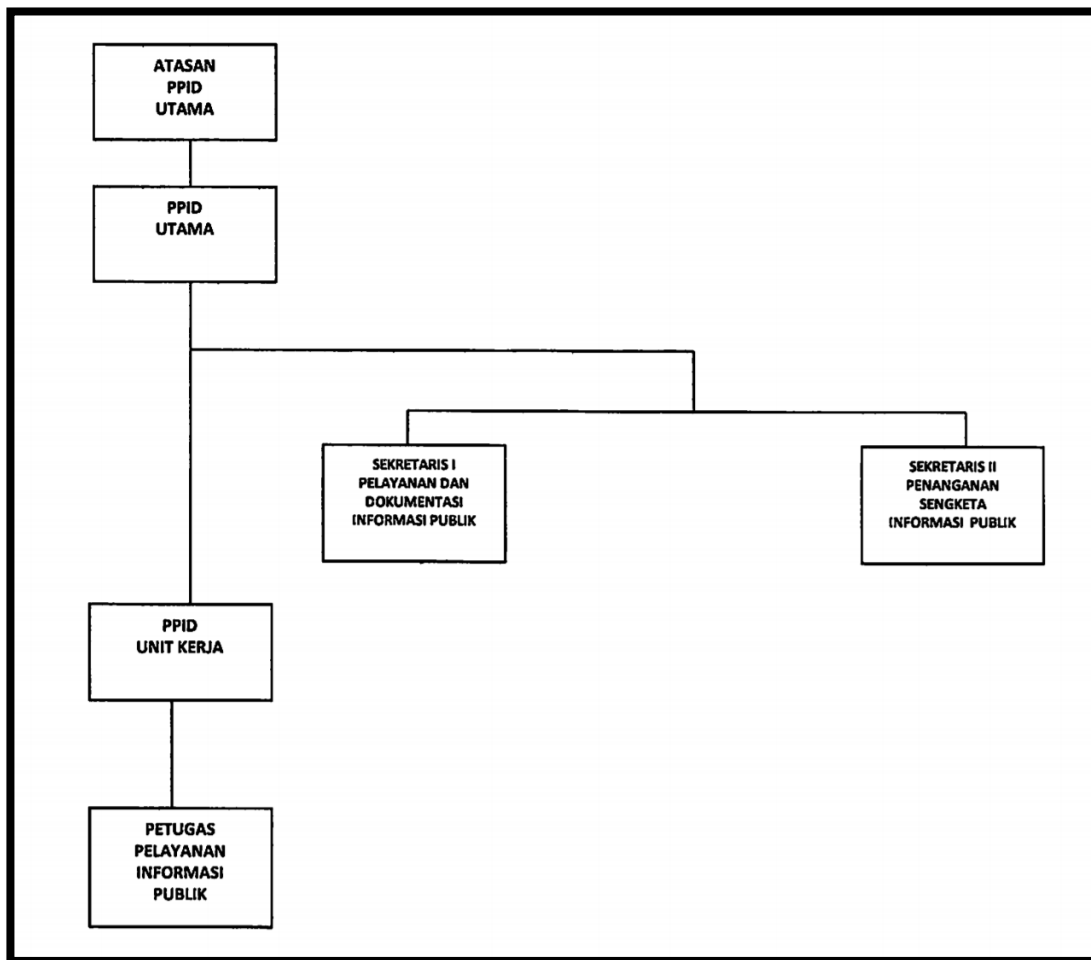 ATASAN
PPID
UTAMA
PPID
UTAMA
SEKRETARIS I
PELAYANAN DAN
DOKUMENTASI
INFORMASI PUBLIK
SEKRETARIS II
PENANGANAN
SENGKETA
INFORMASI PUBLIK
PPID
UNIT KERJA
PETUGAS
PELAYANAN
INFORMASI
PUBLIK